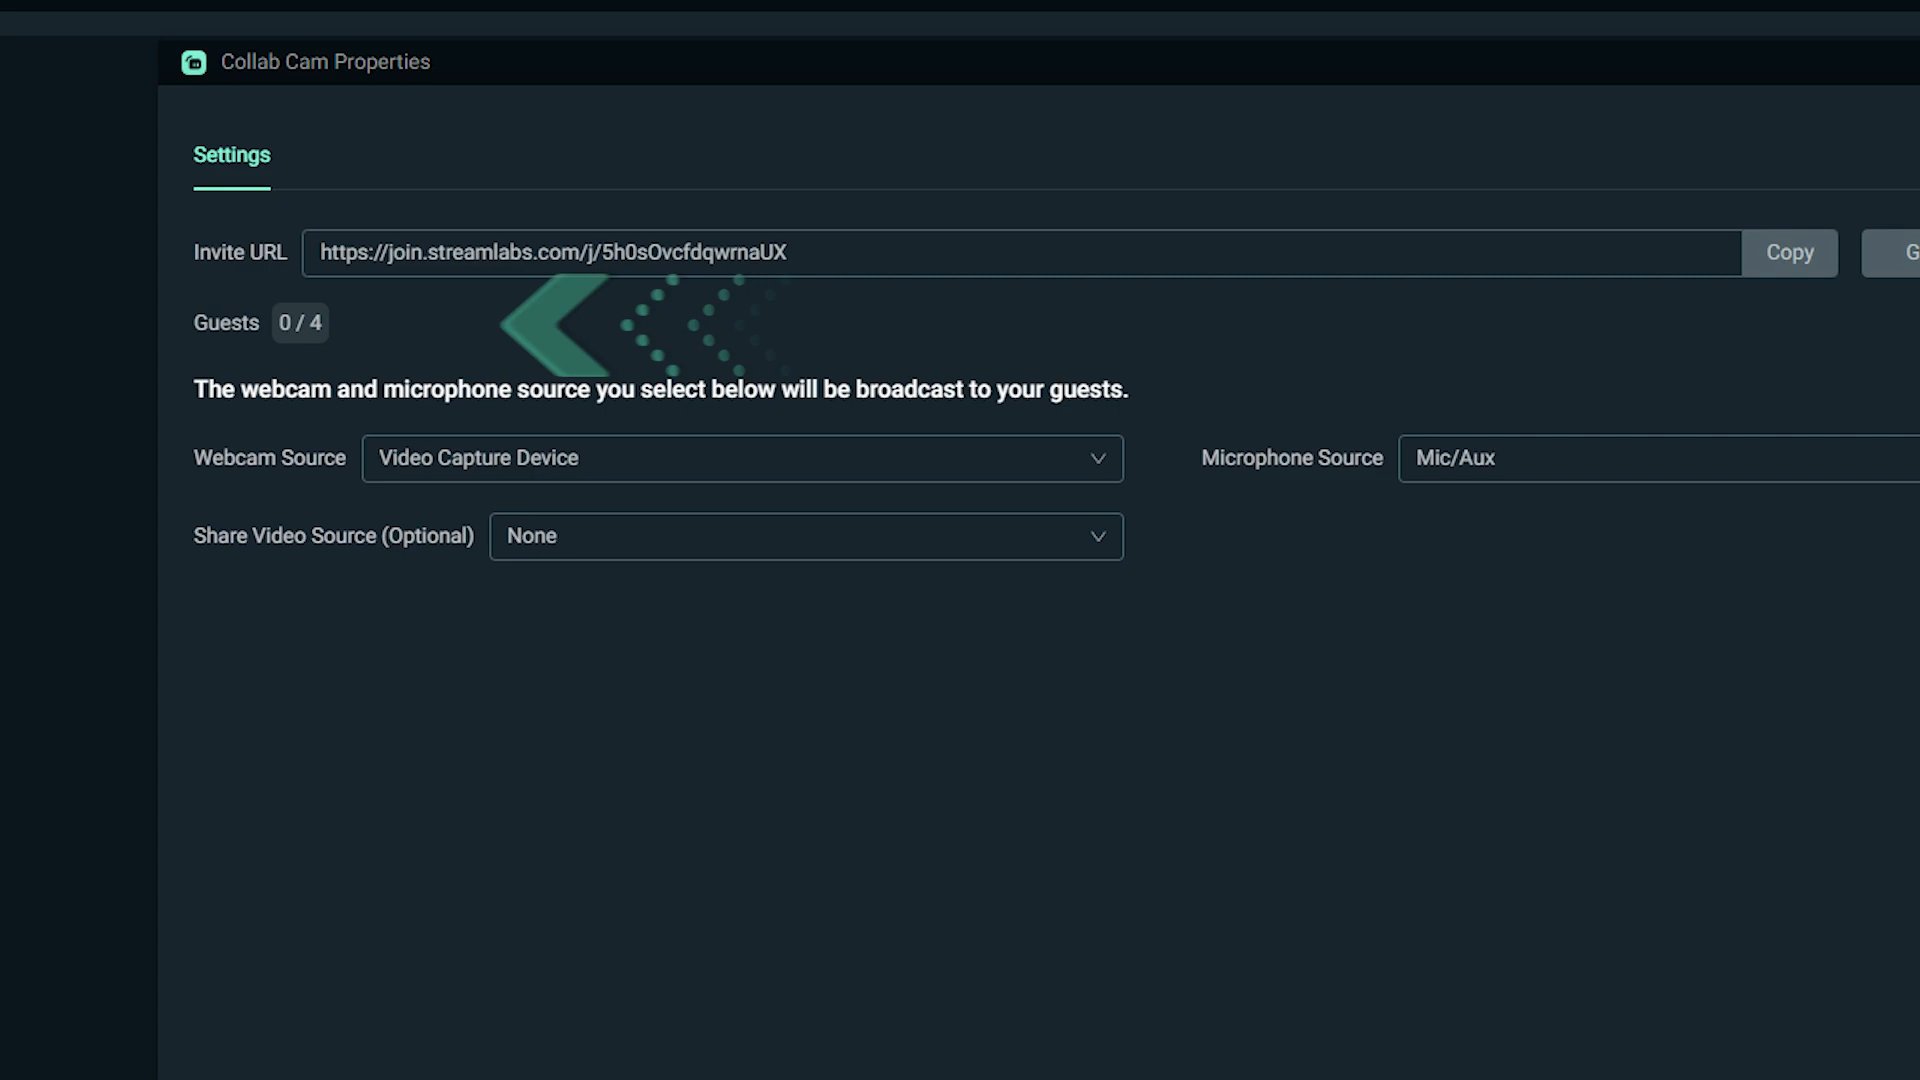 Collab Cam Properties
Settings
Invite URL https://join.streamlabs.com/j/5h0sOvcfdqwrnaUX Copy G
Guests 0 / 4
The webcam and microphone source you select below will be broadcast to your guests.
Webcam Source Video Capture Device Microphone Source Mic/Aux
Share Video Source (Optional) None